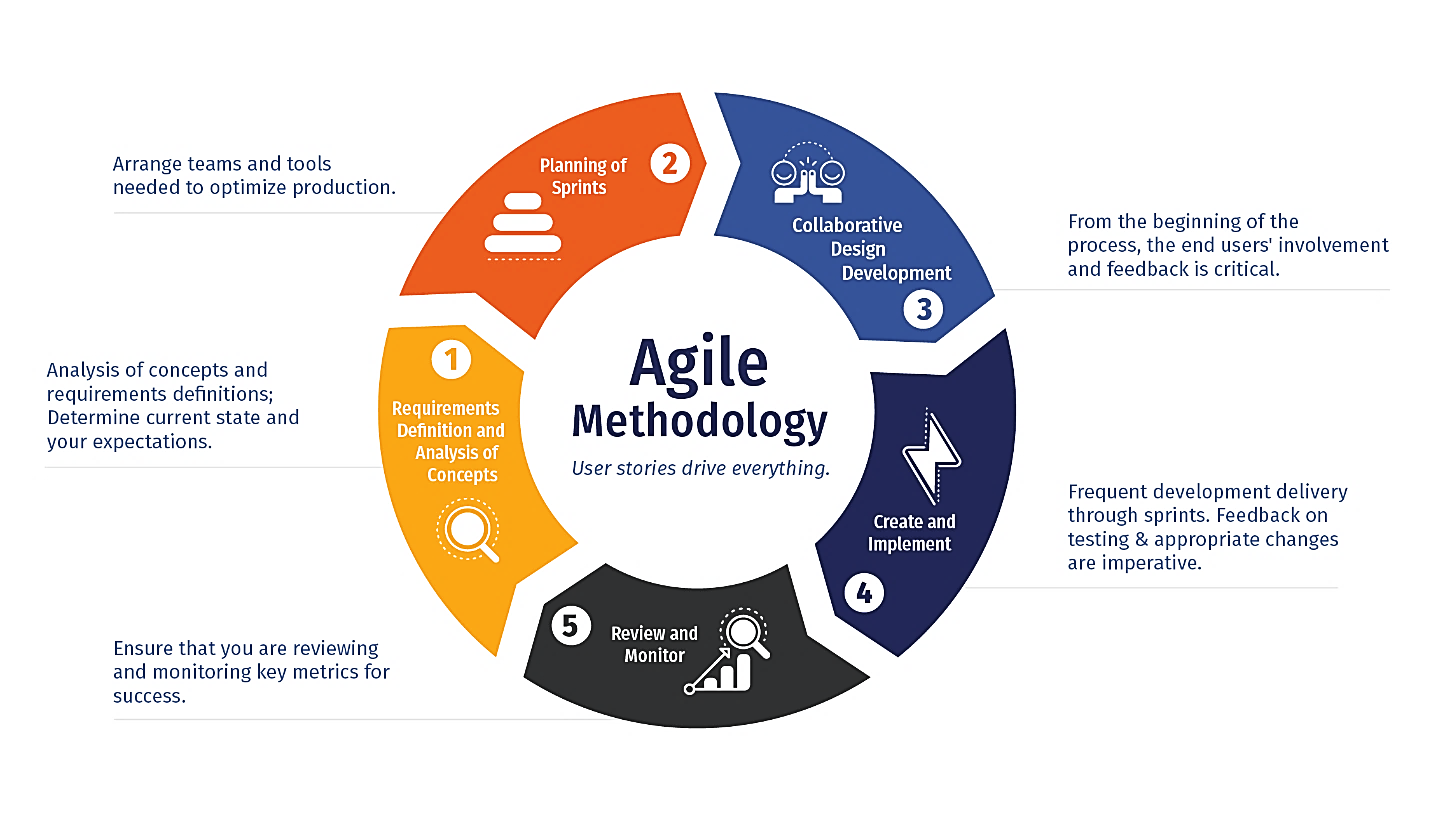 Agile
Methodology
User stories drive everything.
1
Requirements
Definition and
Analysis of
Concepts
Analysis of concepts and
requirements definitions;
Determine current state and
your expectations.
2
Planning of
Sprints
Arrange teams and tools
needed to optimize production.
Collaborative
Design
Development
3
From the beginning of the
process, the end users' involvement
and feedback is critical.
Create and
Implement
4
Frequent development delivery
through sprints. Feedback on
testing & appropriate changes
are imperative.
5
Review and
Monitor
Ensure that you are reviewing
and monitoring key metrics for
success.